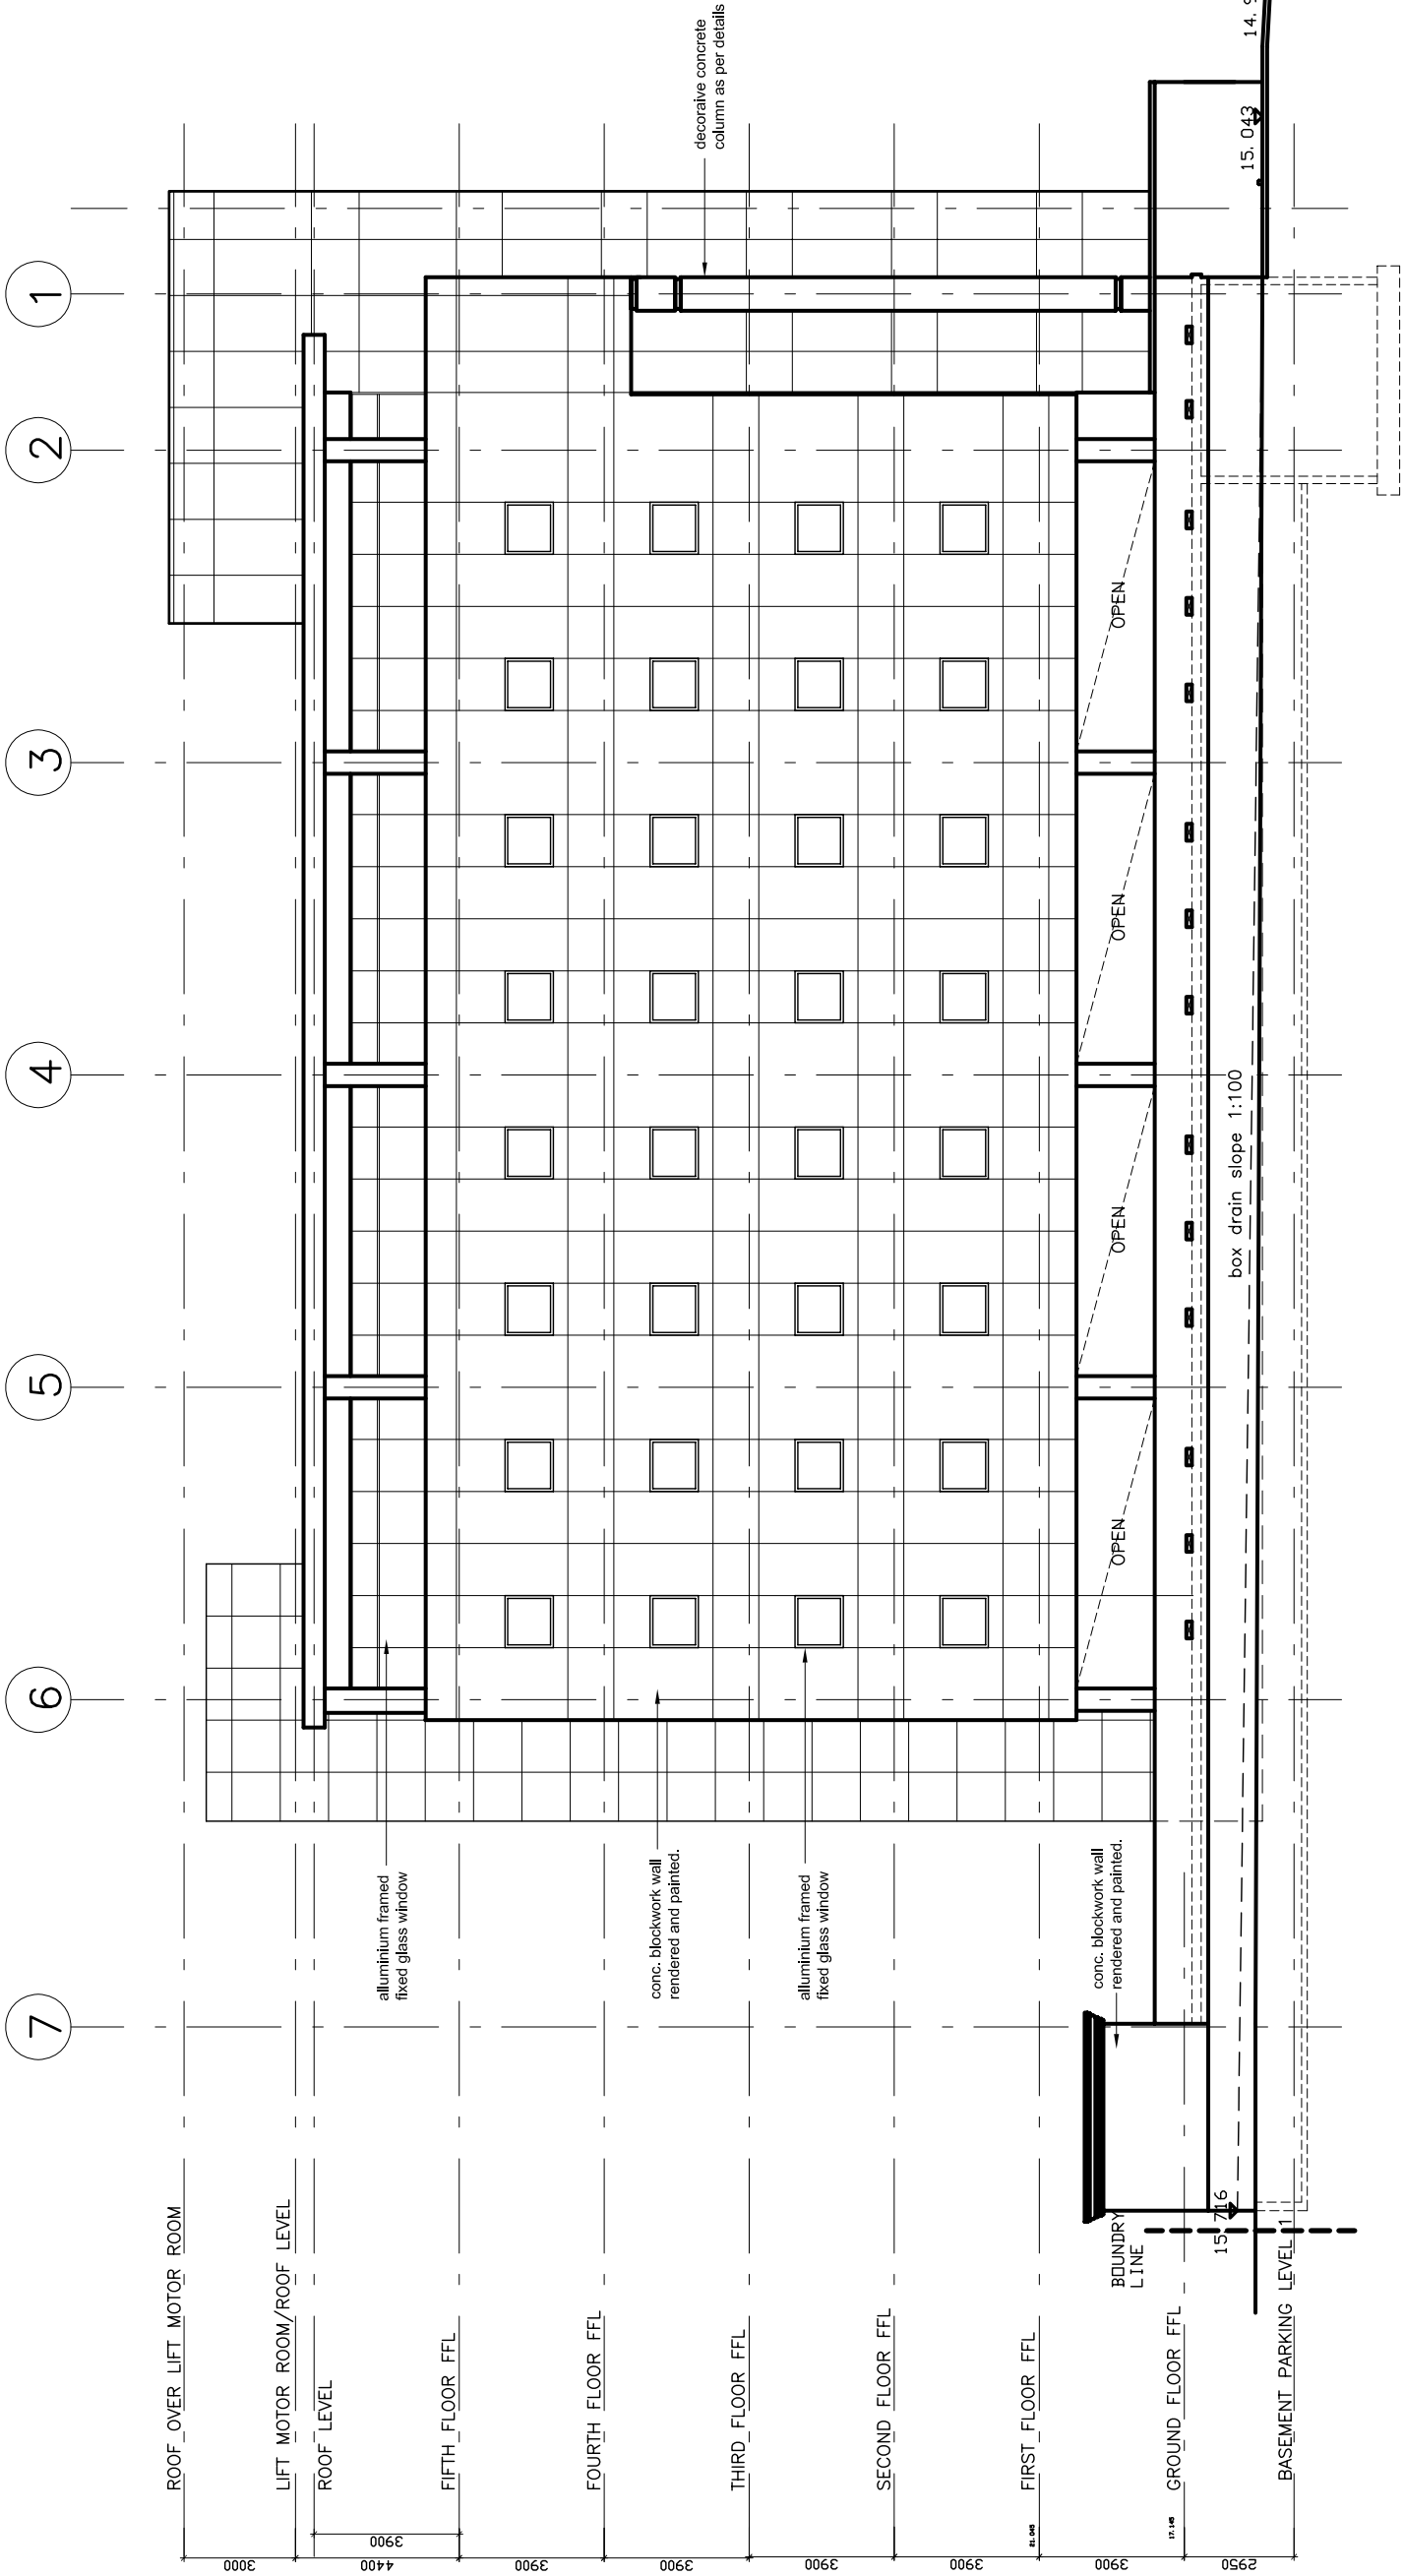 7
6
5
4
3
2
1
ROOF OVER LIFT MOTOR ROOM
LIFT MOTOR ROOM/ROOF LEVEL
ROOF LEVEL
FIFTH FLOOR FFL
FOURTH FLOOR FFL
THIRD FLOOR FFL
SECOND FLOOR FFL
FIRST FLOOR FFL
GROUND FLOOR FFL
BASEMENT PARKING LEVEL 1
3000
4400
3900
3900
3900
3900
3900
3900
2950
21.045
17.145
alluminium framed
fixed glass window
conc. blockwork wall
rendered and painted.
alluminium framed
fixed glass window
conc. blockwork wall
rendered and painted.
decoraive concrete
column as per details
OPEN
OPEN
OPEN
OPEN
BOUNDRY
LINE
15.716
box drain slope 1:100
15.043